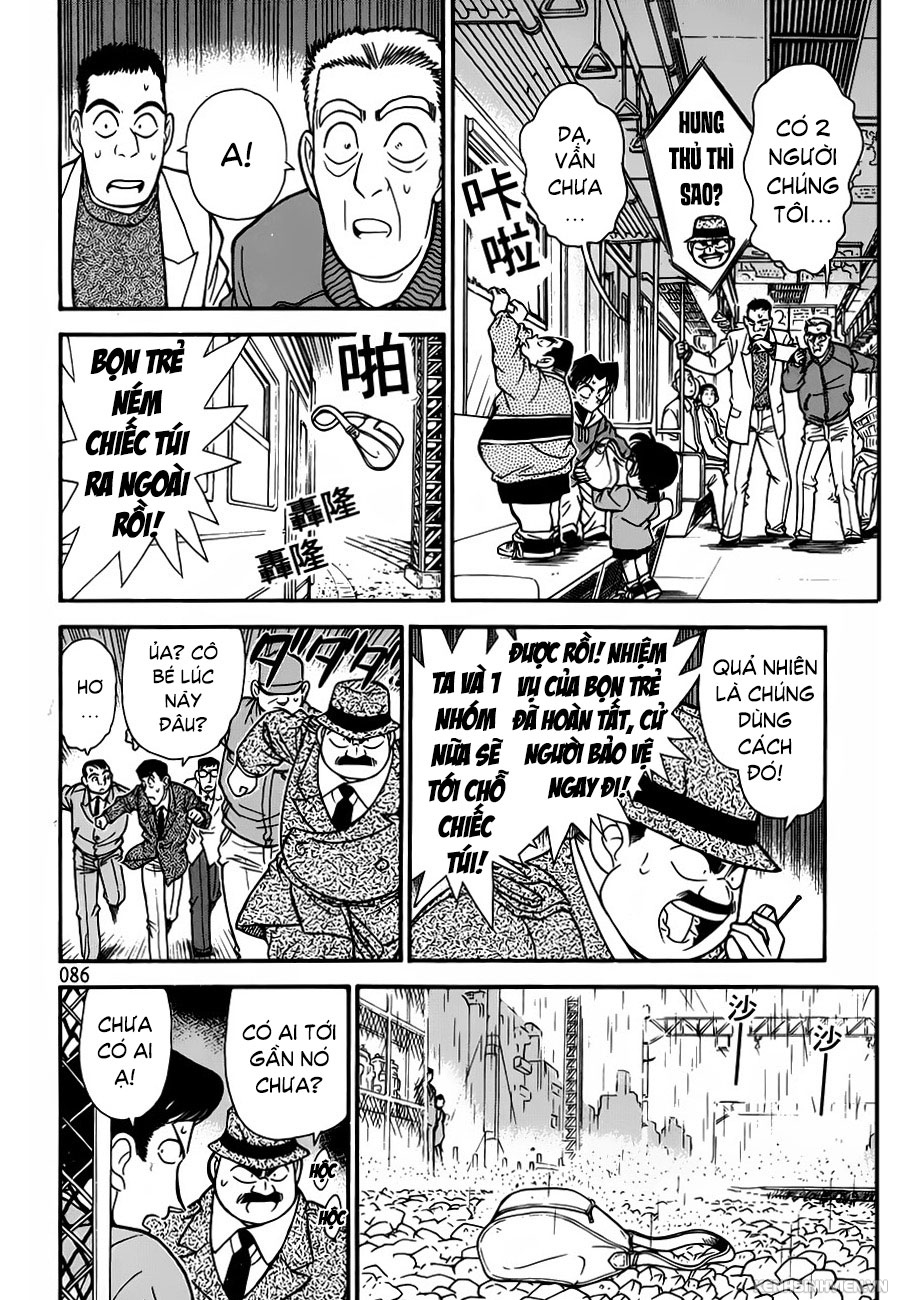 CÓ 2
NGƯỜI
CHÚNG
TÔI...
HUNG
THỦ THÌ
SAO?
DẠ,
VẪN
CHƯA
...
咔
啦
A!
啪
BỌN TRẺ
NÉM
CHIẾC TÚI
RA NGOÀI
RỒI!
轟隆
轟隆
QUẢ NHIÊN
LÀ CHÚNG
DÙNG
CÁCH
ĐÓ!
ĐƯỢC RỒI! NHIỆM
VỤ CỦA BỌN TRẺ
ĐÃ HOÀN TẤT, CỬ
NGƯỜI BẢO VỆ
NGAY ĐI!
TA VÀ 1
NHÓM
NỮA SẼ
TỚI CHỖ
CHIẾC
TÚI!
ダダダッ
ỦA? CÔ
BÉ LÚC
NÃY
ĐÂU?
HƠ
...
086
沙
沙
CÓ AI TỚI
GẦN NÓ
CHƯA?
HỘC
HỘC
CHƯA
CÓ AI
Ạ!